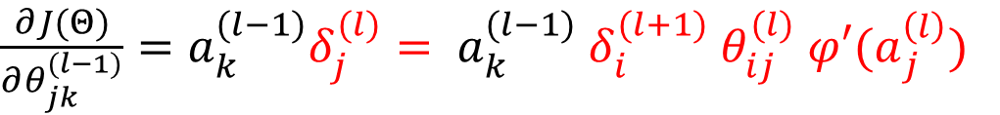 ∂J(Θ)/∂θ_{jk}^{(l-1)} = a_k^{(l-1)} δ_j^{(l)} = a_k^{(l-1)} δ_i^{(l+1)} θ_{ij}^{(l)} φ′(a_j^{(l)})